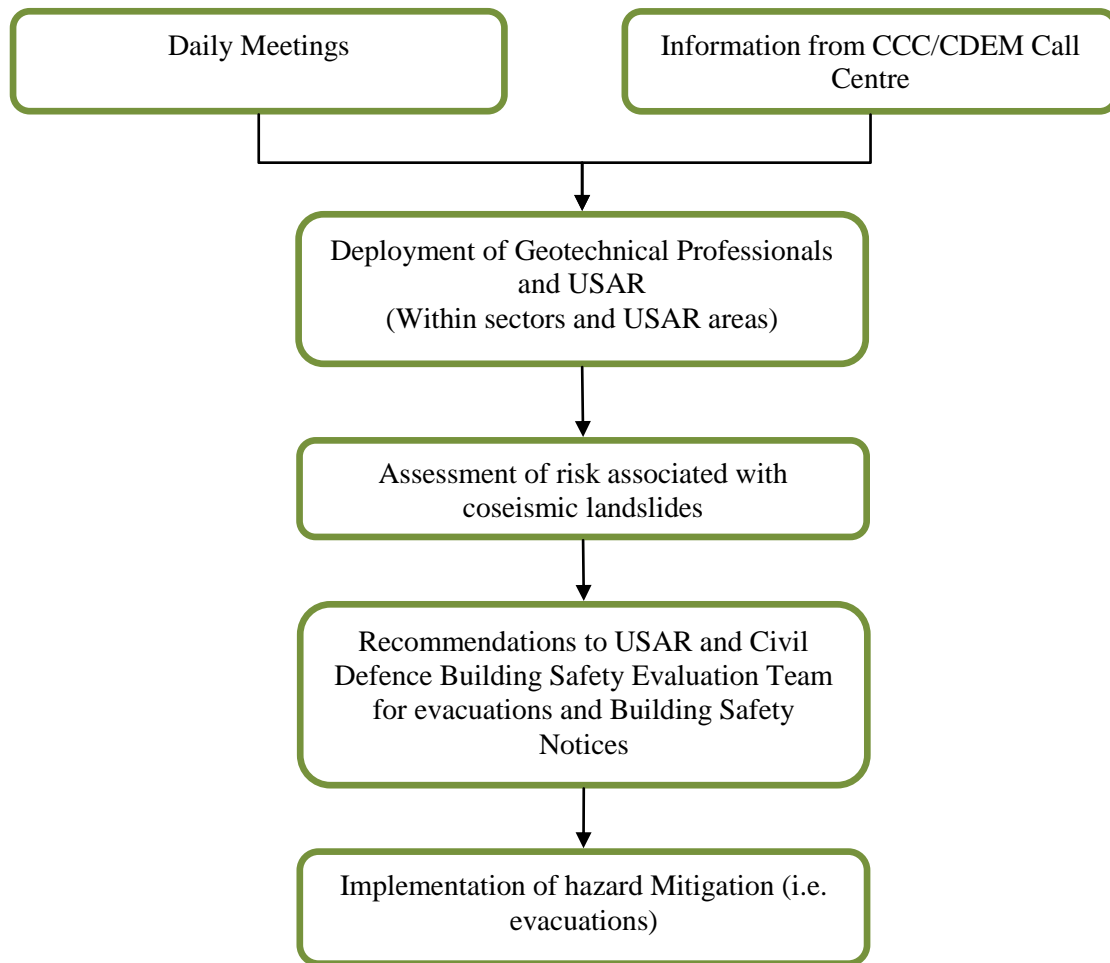 Daily Meetings
Information from CCC/CDEM Call
Centre
Deployment of Geotechnical Professionals
and USAR
(Within sectors and USAR areas)
Assessment of risk associated with
coseismic landslides
Recommendations to USAR and Civil
Defence Building Safety Evaluation Team
for evacuations and Building Safety
Notices
Implementation of hazard Mitigation (i.e.
evacuations)